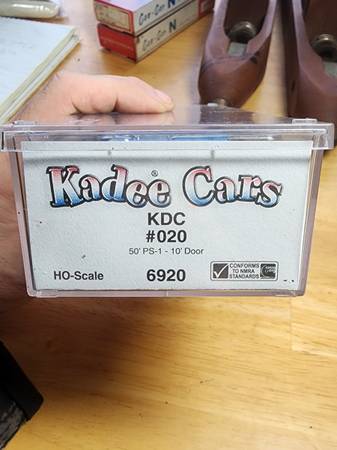 Kadee® Cars
KDC
#020
50' PS-1 - 10' Door
HO-Scale
6920
CONFORMS
TO NMRA
STANDARDS